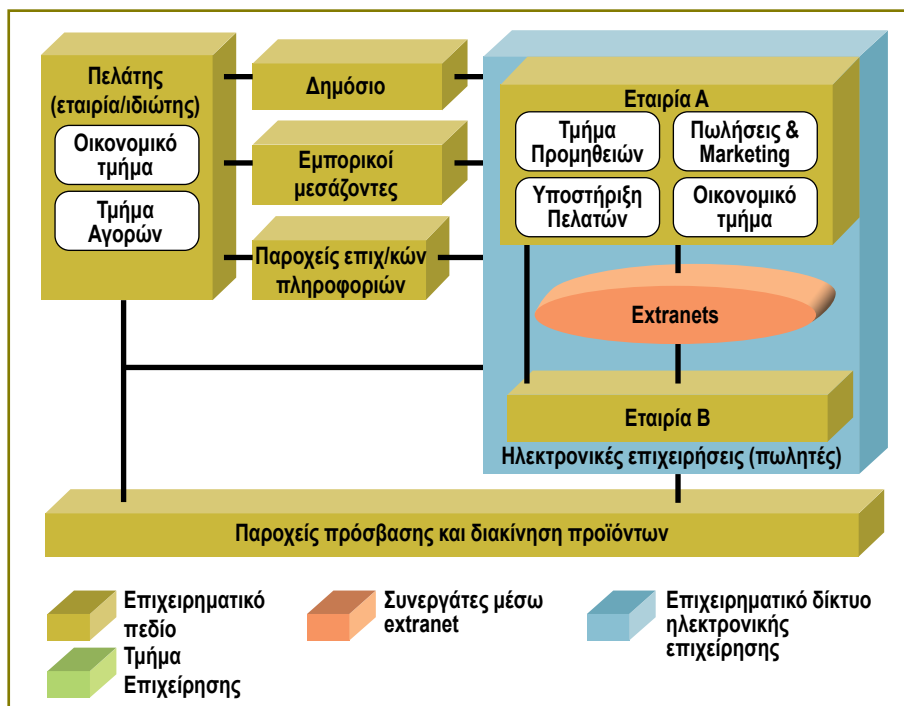 Πελάτης
(εταιρία/ιδιώτης)
Οικονομικό
τμήμα
Τμήμα
Αγορών
Δημόσιο
Εμπορικοί
μεσάζοντες
Παροχείς επιχ/κών
πληροφοριών
Εταιρία Α
Τμήμα
Προμηθειών
Πωλήσεις &
Marketing
Υποστήριξη
Πελατών
Οικονομικό
τμήμα
Extranets
Εταιρία Β
Ηλεκτρονικές επιχειρήσεις (πωλητές)
Παροχείς πρόσβασης και διακίνηση προϊόντων
Επιχειρηματικό
πεδίο
Τμήμα
Επιχείρησης
Συνεργάτες μέσω
extranet
Επιχειρηματικό δίκτυο
ηλεκτρονικής
επιχείρησης